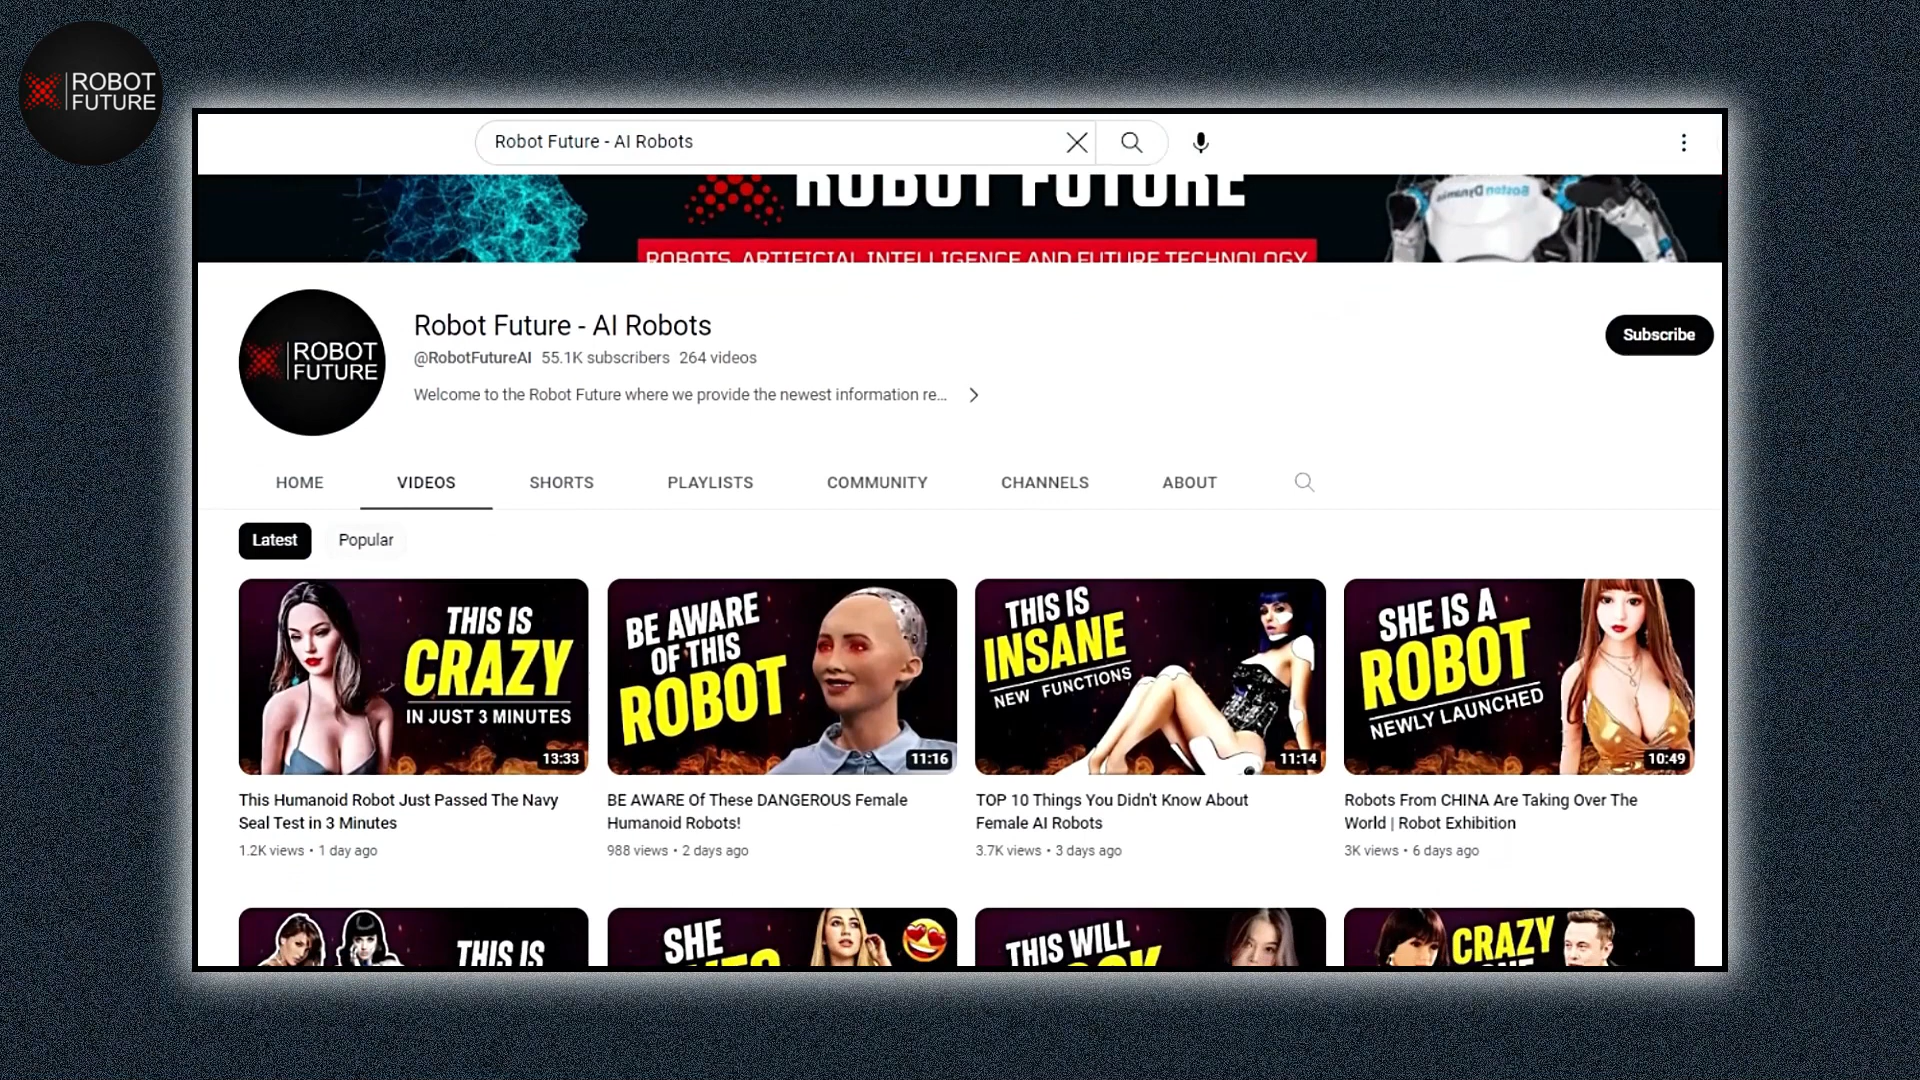 ROBOT
FUTURE
Robot Future - AI Robots
ROBOT FUTURE
Boston Dynamics
ROBOTS, ARTIFICIAL INTELLIGENCE AND FUTURE TECHNOLOGY
ROBOT
FUTURE
Robot Future - AI Robots
@RobotFutureAI 55.1K subscribers 264 videos
Welcome to the Robot Future where we provide the newest information re...
Subscribe
HOME VIDEOS SHORTS PLAYLISTS COMMUNITY CHANNELS ABOUT
Latest Popular
THIS IS
CRAZY
IN JUST 3 MINUTES
13:33
BE AWARE
OF THIS
ROBOT
11:16
THIS IS
INSANE
NEW FUNCTIONS
11:14
SHE IS A
ROBOT
NEWLY LAUNCHED
10:49
This Humanoid Robot Just Passed The Navy
Seal Test in 3 Minutes
1.2K views • 1 day ago
BE AWARE Of These DANGEROUS Female
Humanoid Robots!
988 views • 2 days ago
TOP 10 Things You Didn't Know About
Female AI Robots
3.7K views • 3 days ago
Robots From CHINA Are Taking Over The
World | Robot Exhibition
3K views • 6 days ago
THIS IS
SHE
THIS WILL
CRAZY